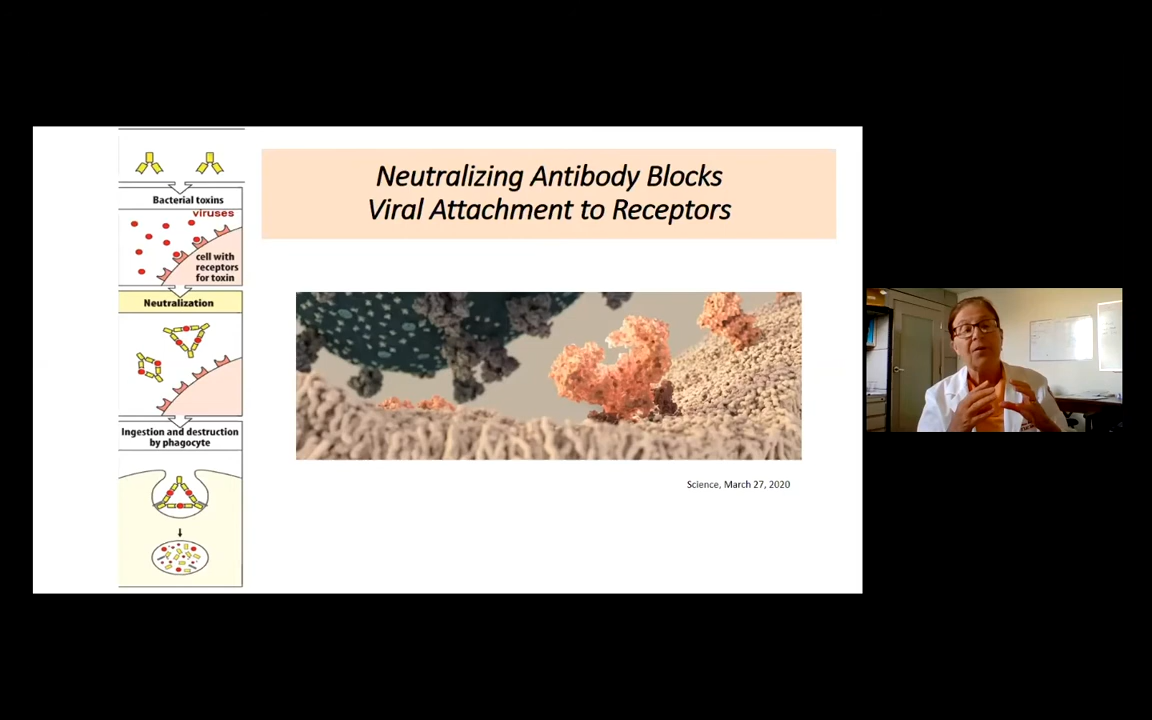 Neutralizing Antibody Blocks
Viral Attachment to Receptors
Bacterial toxins
viruses
cell with
receptors
for toxin
Neutralization
Ingestion and destruction
by phagocyte
Science, March 27, 2020